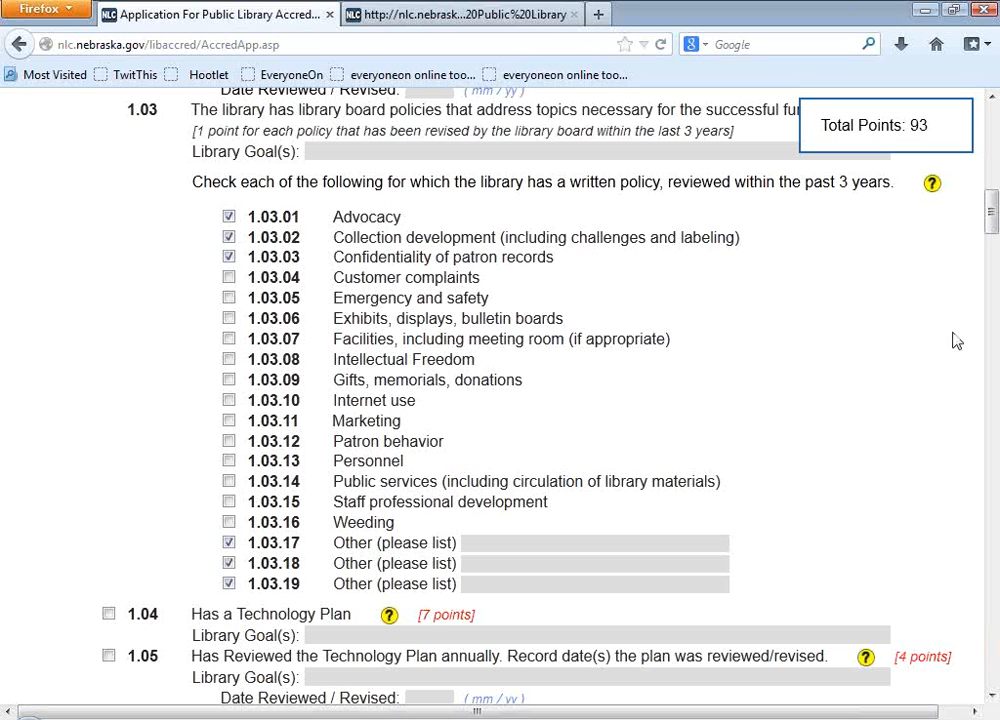 Firefox
NLC Application For Public Library Accred... ×
NLC http://nlc.nebrask...20Public%20Library ×
+
nlc.nebraska.gov/libaccred/AccredApp.asp
Google
Most Visited TwitThis Hootlet EveryoneOn everyoneon online too... everyoneon online too...
Date Reviewed / Revised: ( mm / yy )
1.03 The library has library board policies that address topics necessary for the successful fu
Total Points: 93
[1 point for each policy that has been revised by the library board within the last 3 years]
Library Goal(s):
Check each of the following for which the library has a written policy, reviewed within the past 3 years. ?
1.03.01 Advocacy
1.03.02 Collection development (including challenges and labeling)
1.03.03 Confidentiality of patron records
1.03.04 Customer complaints
1.03.05 Emergency and safety
1.03.06 Exhibits, displays, bulletin boards
1.03.07 Facilities, including meeting room (if appropriate)
1.03.08 Intellectual Freedom
1.03.09 Gifts, memorials, donations
1.03.10 Internet use
1.03.11 Marketing
1.03.12 Patron behavior
1.03.13 Personnel
1.03.14 Public services (including circulation of library materials)
1.03.15 Staff professional development
1.03.16 Weeding
1.03.17 Other (please list)
1.03.18 Other (please list)
1.03.19 Other (please list)
1.04 Has a Technology Plan ? [7 points]
Library Goal(s):
1.05 Has Reviewed the Technology Plan annually. Record date(s) the plan was reviewed/revised. ? [4 points]
Library Goal(s):
Date Reviewed / Revised: ( mm / yy )